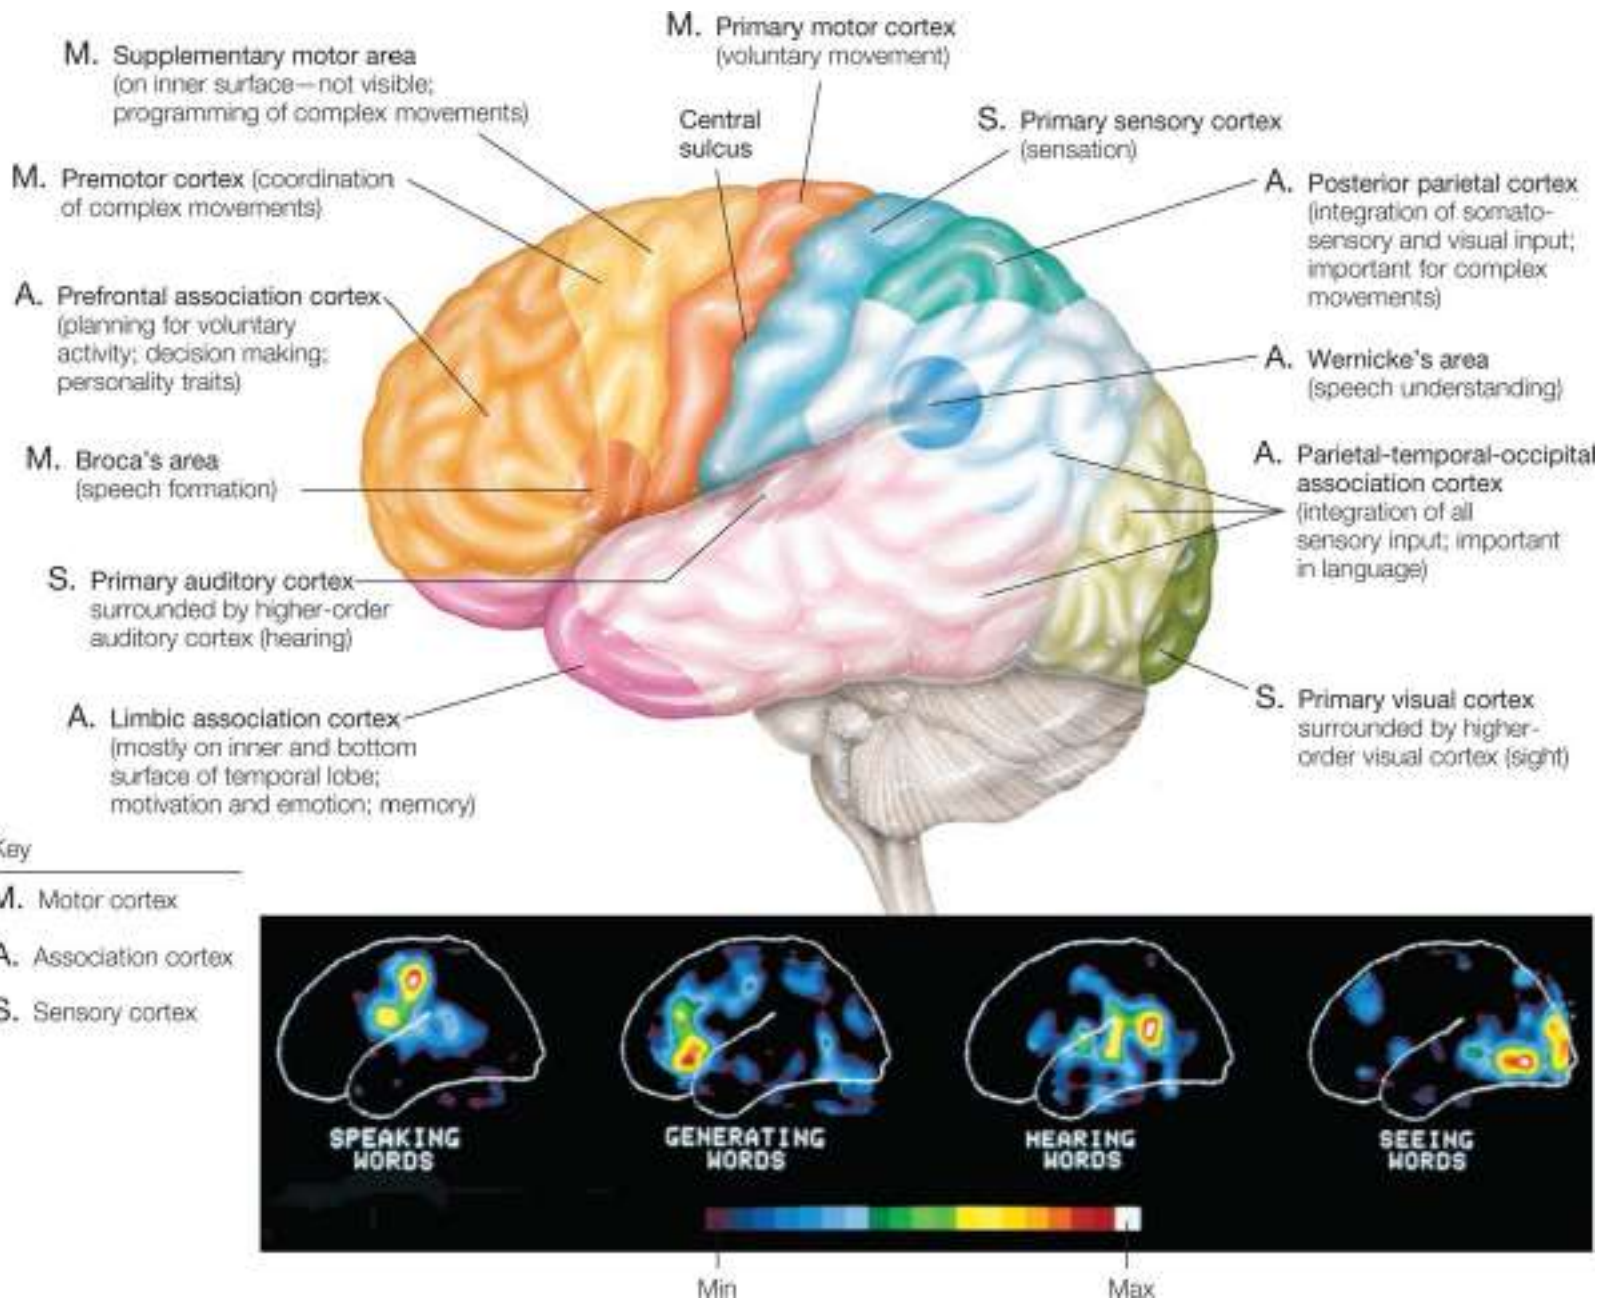 M. Supplementary motor area
(on inner surface—not visible;
programming of complex movements)
M. Primary motor cortex
(voluntary movement)
Central
sulcus
S. Primary sensory cortex
(sensation)
M. Premotor cortex (coordination
of complex movements)
A. Posterior parietal cortex
(integration of somato-
sensory and visual input;
important for complex
movements)
A. Prefrontal association cortex
(planning for voluntary
activity; decision making;
personality traits)
A. Wernicke's area
(speech understanding)
M. Broca's area
(speech formation)
A. Parietal-temporal-occipital
association cortex
(integration of all
sensory input; important
in language)
S. Primary auditory cortex
surrounded by higher-order
auditory cortex (hearing)
S. Primary visual cortex
surrounded by higher-
order visual cortex (sight)
A. Limbic association cortex
(mostly on inner and bottom
surface of temporal lobe;
motivation and emotion; memory)
Key
M. Motor cortex
A. Association cortex
S. Sensory cortex
SPEAKING
WORDS
GENERATING
WORDS
HEARING
WORDS
SEEING
WORDS
Min
Max